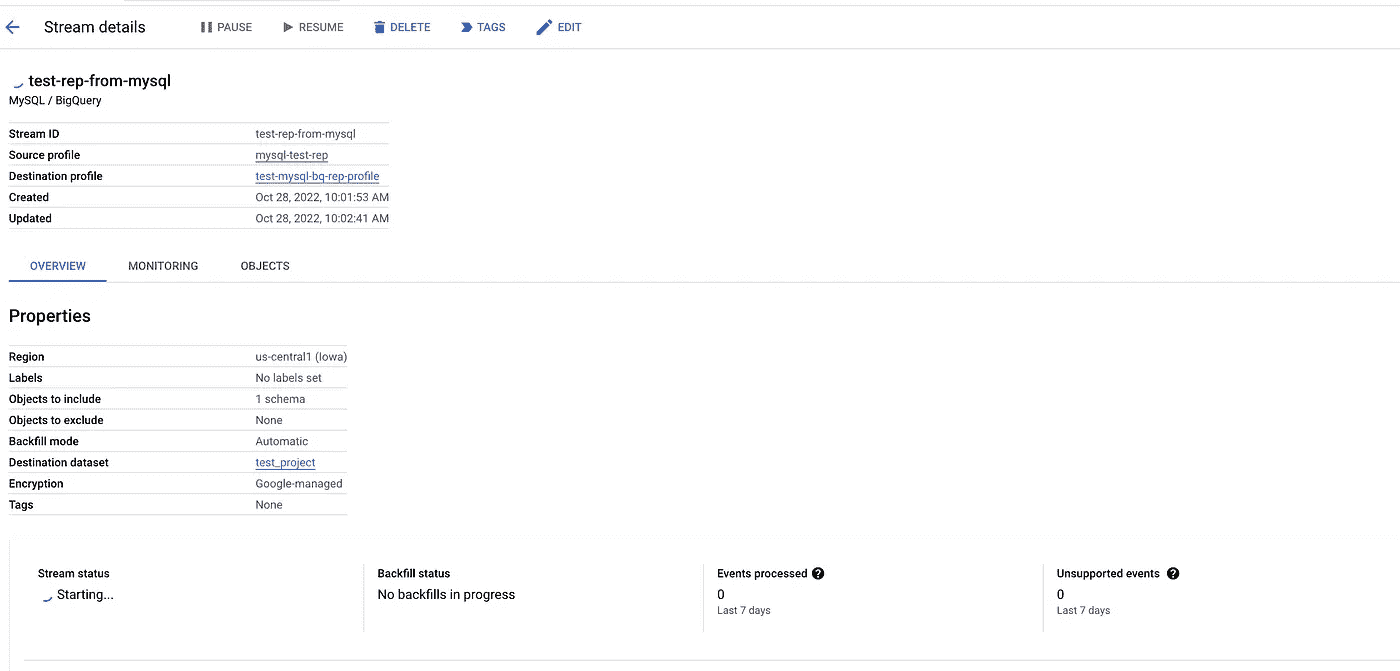 Stream details PAUSE RESUME DELETE TAGS EDIT
test-rep-from-mysql
MySQL / BigQuery
Stream ID test-rep-from-mysql
Source profile mysql-test-rep
Destination profile test-mysql-bq-rep-profile
Created Oct 28, 2022, 10:01:53 AM
Updated Oct 28, 2022, 10:02:41 AM
OVERVIEW MONITORING OBJECTS
Properties
Region us-central1 (Iowa)
Labels No labels set
Objects to include 1 schema
Objects to exclude None
Backfill mode Automatic
Destination dataset test_project
Encryption Google-managed
Tags None
Stream status Backfill status Events processed ? Unsupported events ?
Starting... No backfills in progress 0 0
Last 7 days Last 7 days